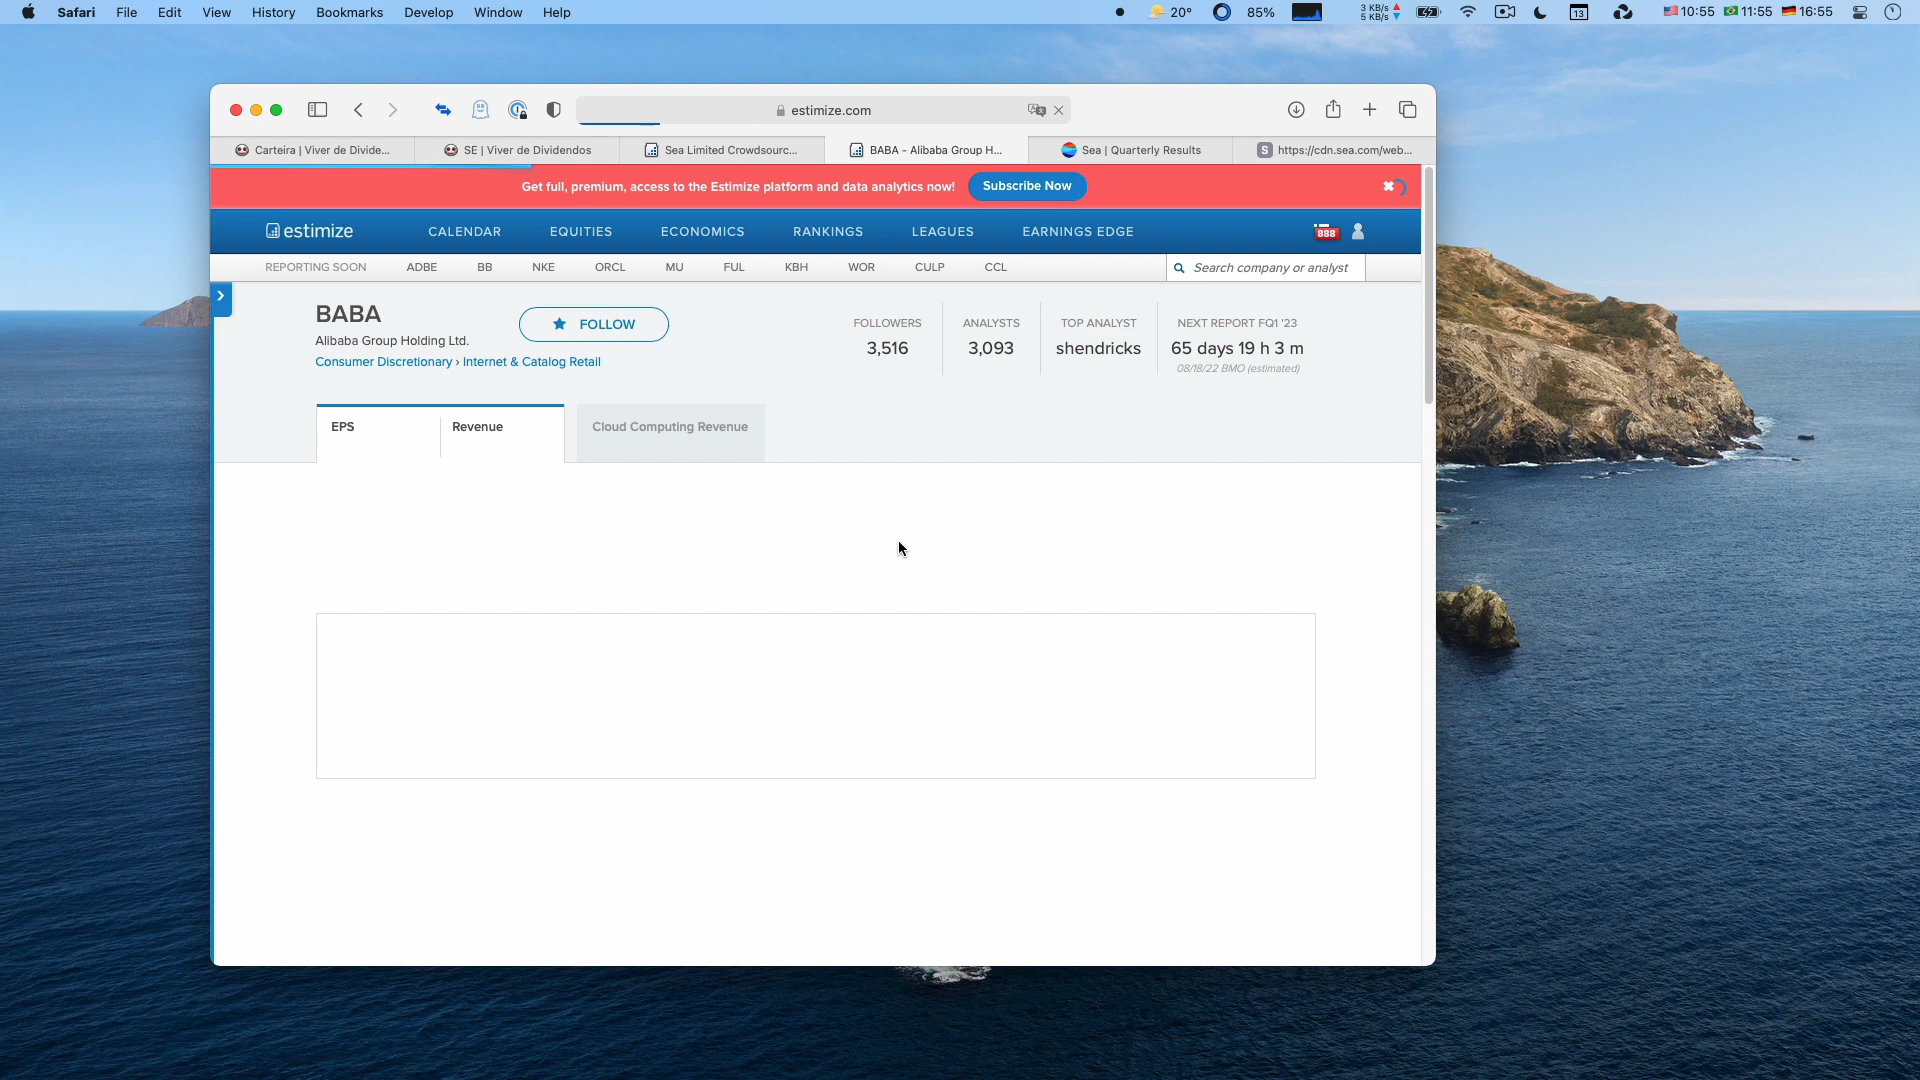 Safari File Edit View History Bookmarks Develop Window Help
20° 85% 3 KB/s 5 KB/s 13 10:55 11:55 16:55
estimize.com
Carteira | Viver de Divide...
SE | Viver de Dividendos
Sea Limited Crowdsourc...
BABA - Alibaba Group H...
Sea | Quarterly Results
S https://cdn.sea.com/web...
Get full, premium, access to the Estimize platform and data analytics now! Subscribe Now
estimize CALENDAR EQUITIES ECONOMICS RANKINGS LEAGUES EARNINGS EDGE 888
REPORTING SOON ADBE BB NKE ORCL MU FUL KBH WOR CULP CCL Search company or analyst
BABA
Alibaba Group Holding Ltd.
Consumer Discretionary › Internet & Catalog Retail
FOLLOW
FOLLOWERS
3,516
ANALYSTS
3,093
TOP ANALYST
shendricks
NEXT REPORT FQ1 '23
65 days 19 h 3 m
08/18/22 BMO (estimated)
EPS Revenue Cloud Computing Revenue